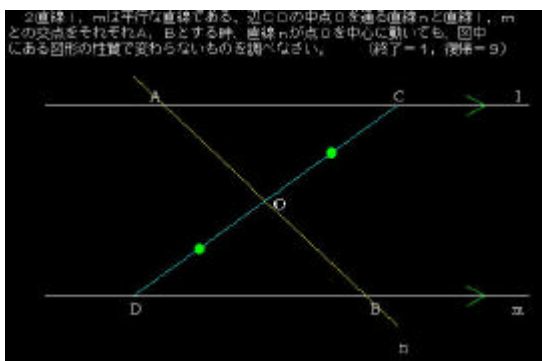 2直線l,mは平行な直線である、辺CDの中点Oを通る直線nと直線l,m
との交点をそれぞれA、Bとする時、直線nが点Oを中心に動いても、図中
にある図形の性質で変わらないものを調べなさい。 (終了=1,復帰=9)
A C l
O
D B m
n